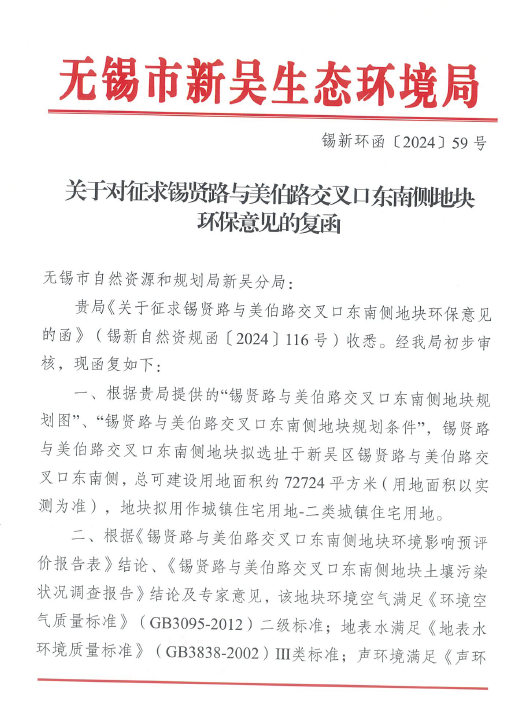 无锡市新吴生态环境局
锡新环函〔2024〕59 号
关于对征求锡贤路与美伯路交叉口东南侧地块
环保意见的复函
无锡市自然资源和规划局新吴分局：
贵局《关于征求锡贤路与美伯路交叉口东南侧地块环保意见
的函》（锡新自然资规函〔2024〕116 号）收悉。经我局初步审
核，现函复如下：
一、根据贵局提供的“锡贤路与美伯路交叉口东南侧地块规
划图”、“锡贤路与美伯路交叉口东南侧地块规划条件”，锡贤路
与美伯路交叉口东南侧地块拟选址于新吴区锡贤路与美伯路交
叉口东南侧，总可建设用地面积约 72724 平方米（用地面积以实
测为准），地块拟用作城镇住宅用地-二类城镇住宅用地。
二、根据《锡贤路与美伯路交叉口东南侧地块环境影响预评
价报告表》结论、《锡贤路与美伯路交叉口东南侧地块土壤污染
状况调查报告》结论及专家意见，该地块环境空气满足《环境空
气质量标准》（GB3095-2012）二级标准；地表水满足《地表水
环境质量标准》（GB3838-2002）III类标准；声环境满足《声环